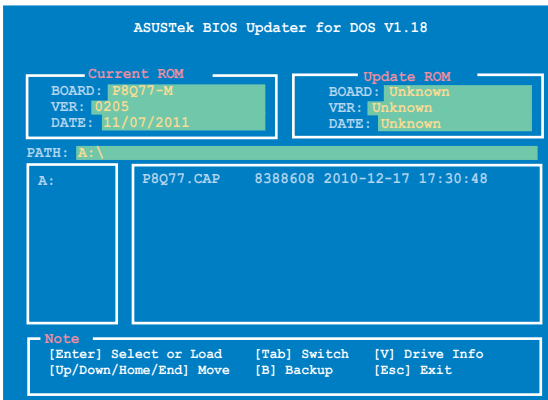 ASUSTek BIOS Updater for DOS V1.18
Current ROM
BOARD: P8Q77-M
VER: 0205
DATE: 11/07/2011
Update ROM
BOARD: Unknown
VER: Unknown
DATE: Unknown
PATH: A:\
A:
P8Q77.CAP 8388608 2010-12-17 17:30:48
Note
[Enter] Select or Load [Tab] Switch [V] Drive Info
[Up/Down/Home/End] Move [B] Backup [Esc] Exit